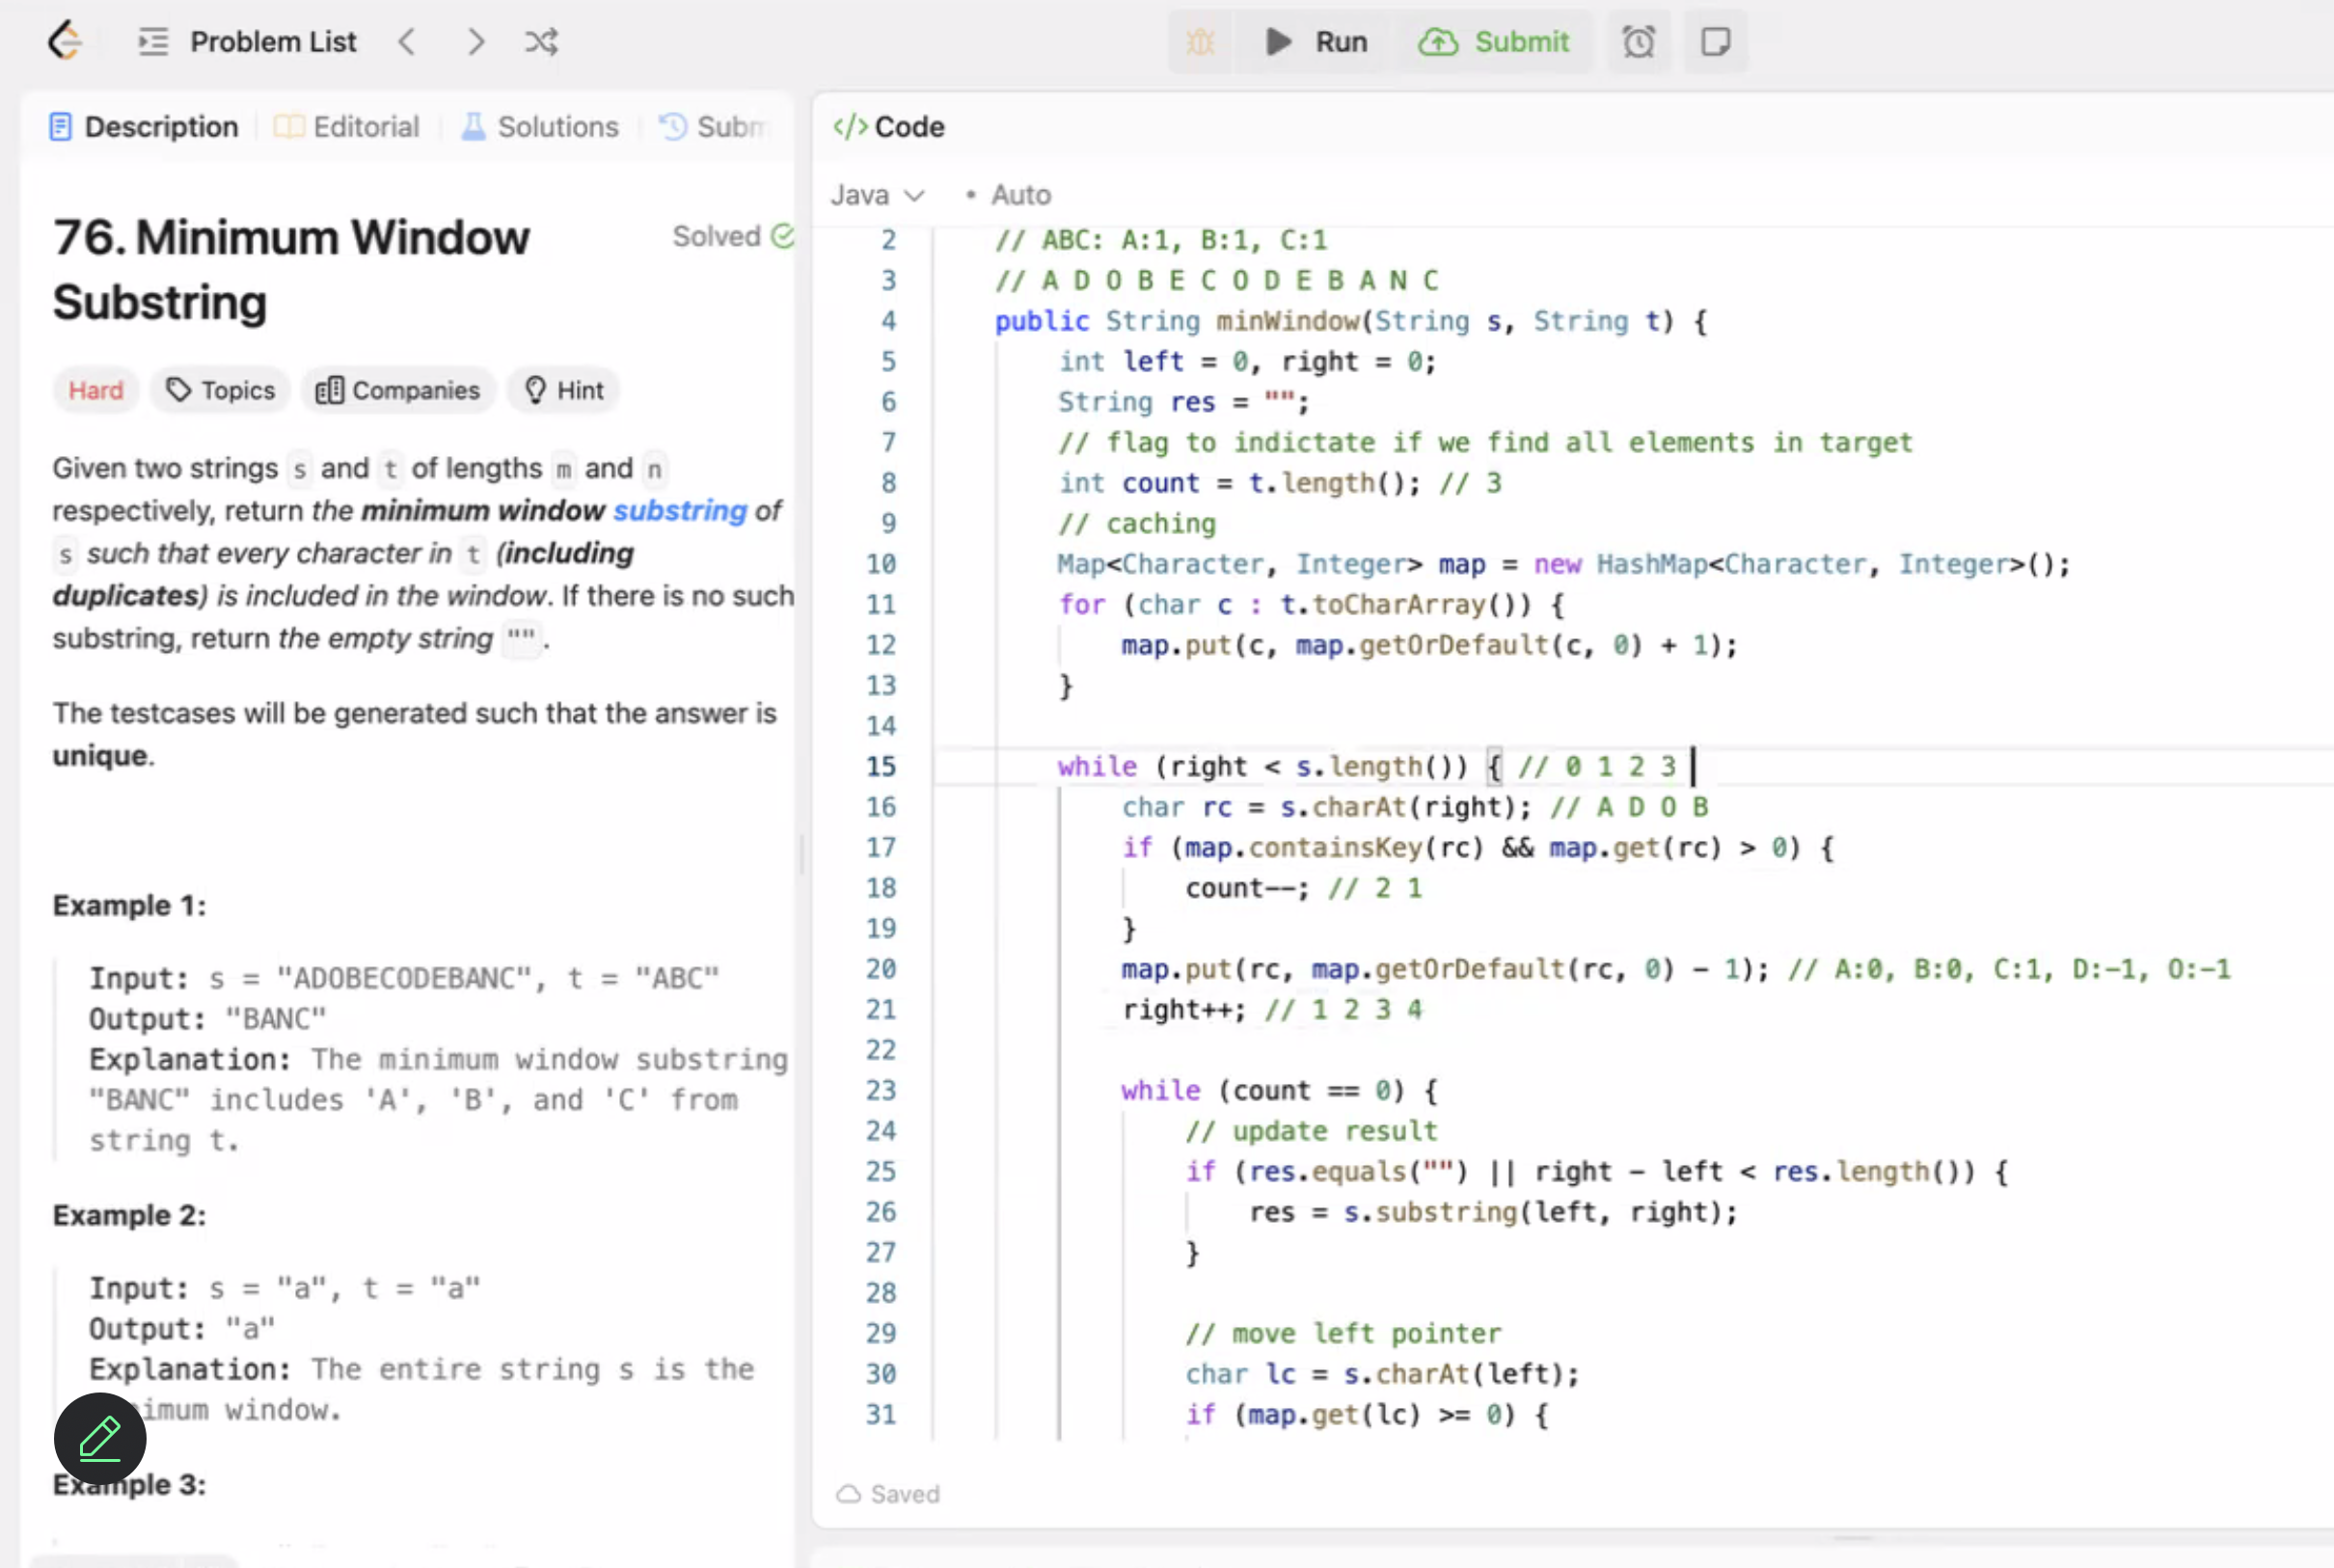 Problem List
Run
Submit
Description
Editorial
Solutions
Subm
76. Minimum Window
Substring
Solved
Hard
Topics
Companies
Hint
Given two strings s and t of lengths m and n
respectively, return the minimum window substring of
s such that every character in t (including
duplicates) is included in the window. If there is no such
substring, return the empty string "".
The testcases will be generated such that the answer is
unique.
Example 1:
Input: s = "ADOBECODEBANC", t = "ABC"
Output: "BANC"
Explanation: The minimum window substring
"BANC" includes 'A', 'B', and 'C' from
string t.
Example 2:
Input: s = "a", t = "a"
Output: "a"
Explanation: The entire string s is the
imum window.
Example 3:
</> Code
Java • Auto
2 // ABC: A:1, B:1, C:1
3 // A D O B E C O D E B A N C
4 public String minWindow(String s, String t) {
5 int left = 0, right = 0;
6 String res = "";
7 // flag to indictate if we find all elements in target
8 int count = t.length(); // 3
9 // caching
10 Map<Character, Integer> map = new HashMap<Character, Integer>();
11 for (char c : t.toCharArray()) {
12 map.put(c, map.getOrDefault(c, 0) + 1);
13 }
14
15 while (right < s.length()) { // 0 1 2 3
16 char rc = s.charAt(right); // A D O B
17 if (map.containsKey(rc) && map.get(rc) > 0) {
18 count--; // 2 1
19 }
20 map.put(rc, map.getOrDefault(rc, 0) - 1); // A:0, B:0, C:1, D:-1, O:-1
21 right++; // 1 2 3 4
22
23 while (count == 0) {
24 // update result
25 if (res.equals("") || right - left < res.length()) {
26 res = s.substring(left, right);
27 }
28
29 // move left pointer
30 char lc = s.charAt(left);
31 if (map.get(lc) >= 0) {
Saved